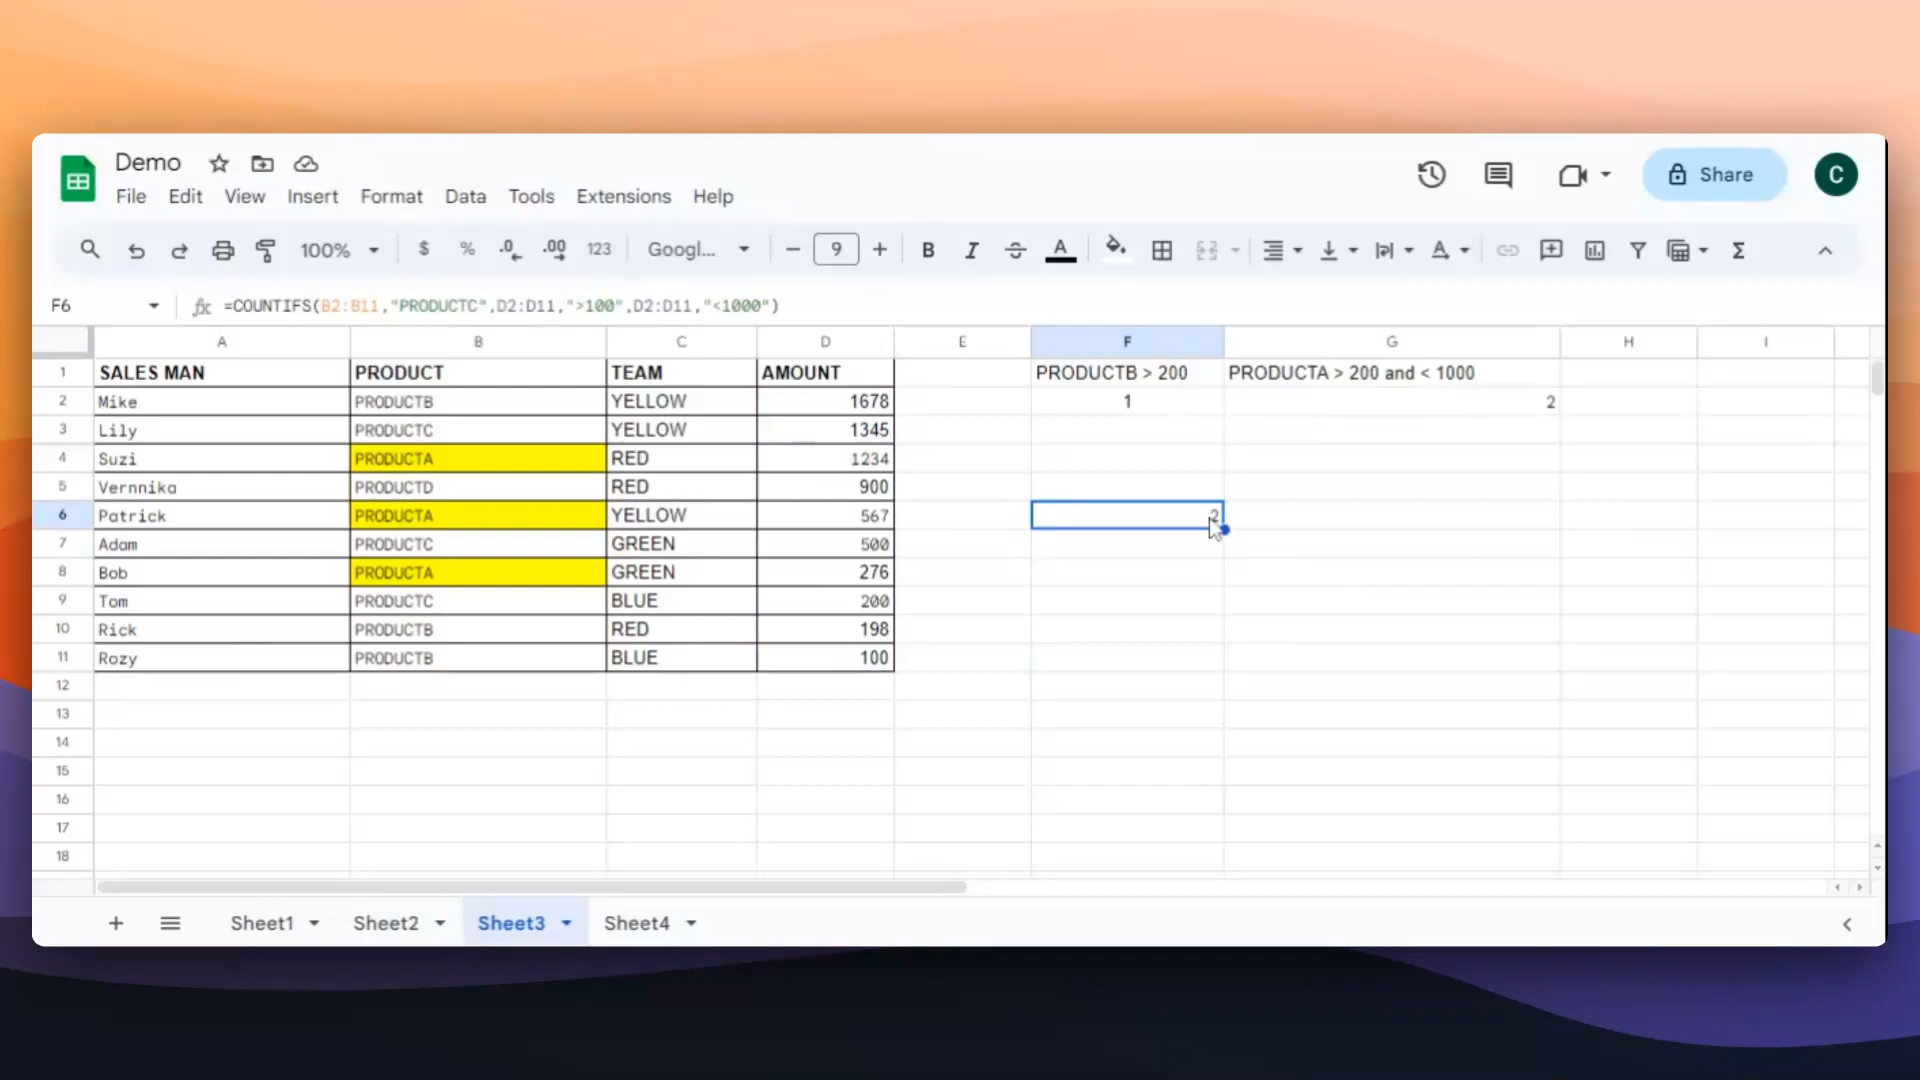 Demo
Share
C
File Edit View Insert Format Data Tools Extensions Help
100% $ % .0 .00 123 Googl... − 9 + B I A Σ
F6 fx =COUNTIFS(B2:B11,"PRODUCTC",D2:D11,">100",D2:D11,"<1000")
A B C D E F G H I
1 SALES MAN PRODUCT TEAM AMOUNT PRODUCTB > 200 PRODUCTA > 200 and < 1000
2 Mike PRODUCTB YELLOW 1678 1 2
3 Lily PRODUCTC YELLOW 1345
4 Suzi PRODUCTA RED 1234
5 Vernnika PRODUCTD RED 900
6 Patrick PRODUCTA YELLOW 567 2
7 Adam PRODUCTC GREEN 500
8 Bob PRODUCTA GREEN 276
9 Tom PRODUCTC BLUE 200
10 Rick PRODUCTB RED 198
11 Rozy PRODUCTB BLUE 100
12
13
14
15
16
17
18
+ Sheet1 Sheet2 Sheet3 Sheet4